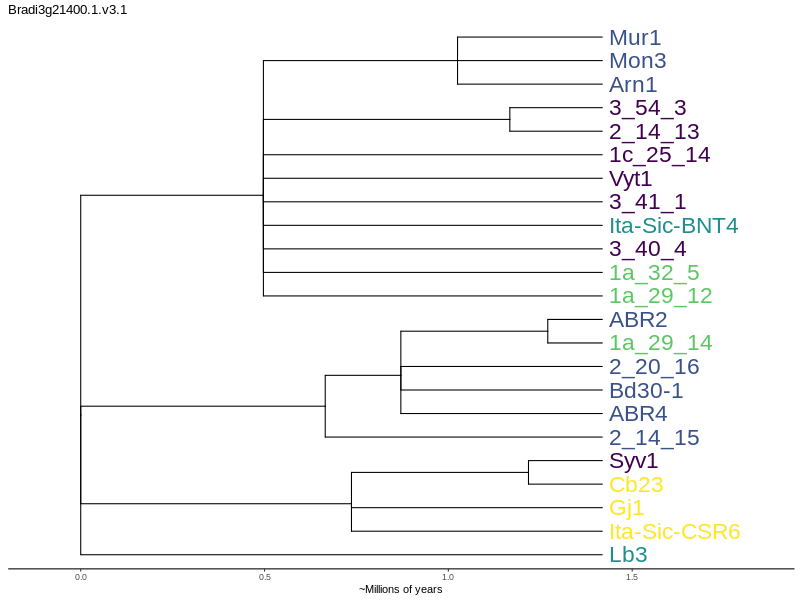 Bradi3g21400.1.v3.1
Mur1
Mon3
Arn1
3_54_3
2_14_13
1c_25_14
Vyt1
3_41_1
Ita-Sic-BNT4
3_40_4
1a_32_5
1a_29_12
ABR2
1a_29_14
2_20_16
Bd30-1
ABR4
2_14_15
Syv1
Cb23
Gj1
Ita-Sic-CSR6
Lb3
0.0 0.5 1.0 1.5
~Millions of years